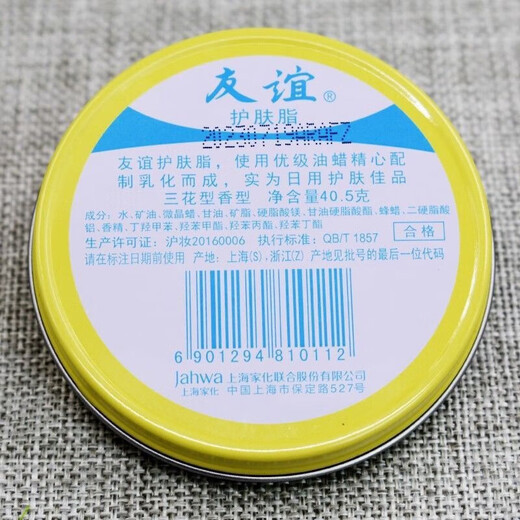 友谊®
护肤脂
20230719ARAFZ
友谊护肤脂，使用优级油蜡精心配
制乳化而成，实为日用护肤佳品
三花型香型 净含量40.5克
成分：水、矿油、微晶蜡、甘油、矿脂、硬脂酸镁、甘油硬脂酸酯、蜂蜡、二硬脂酸
铝、香精、丁羟甲苯、羟苯甲酯、羟苯丙酯、羟苯丁酯
生产许可证：沪妆20160006 执行标准：QB/T 1857
合格
请在标注日期前使用 产地：上海(S)，浙江(Z) 产地见批号的最后一位代码
6 901294 810112
Jahwa 上海家化联合股份有限公司
上海家化 中国上海市保定路527号